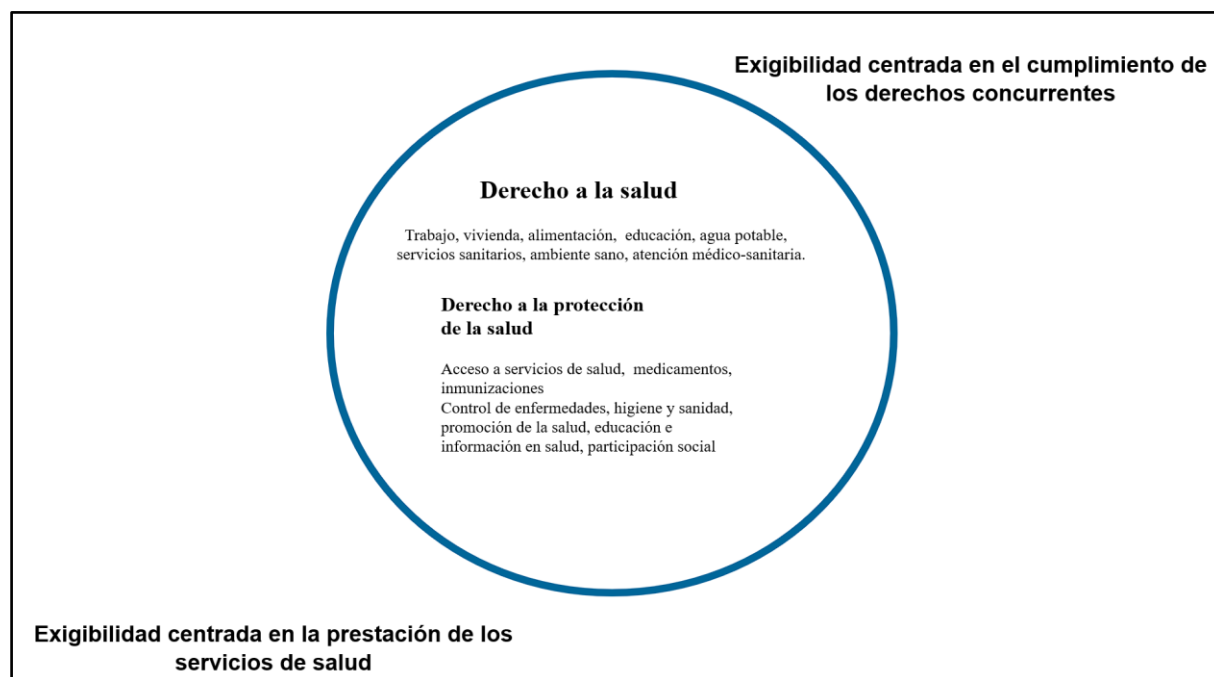 Exigibilidad centrada en el cumplimiento de
los derechos concurrentes
Derecho a la salud
Trabajo, vivienda, alimentación, educación, agua potable,
servicios sanitarios, ambiente sano, atención médico-sanitaria.
Derecho a la protección
de la salud
Acceso a servicios de salud, medicamentos,
inmunizaciones
Control de enfermedades, higiene y sanidad,
promoción de la salud, educación e
información en salud, participación social
Exigibilidad centrada en la prestación de los
servicios de salud